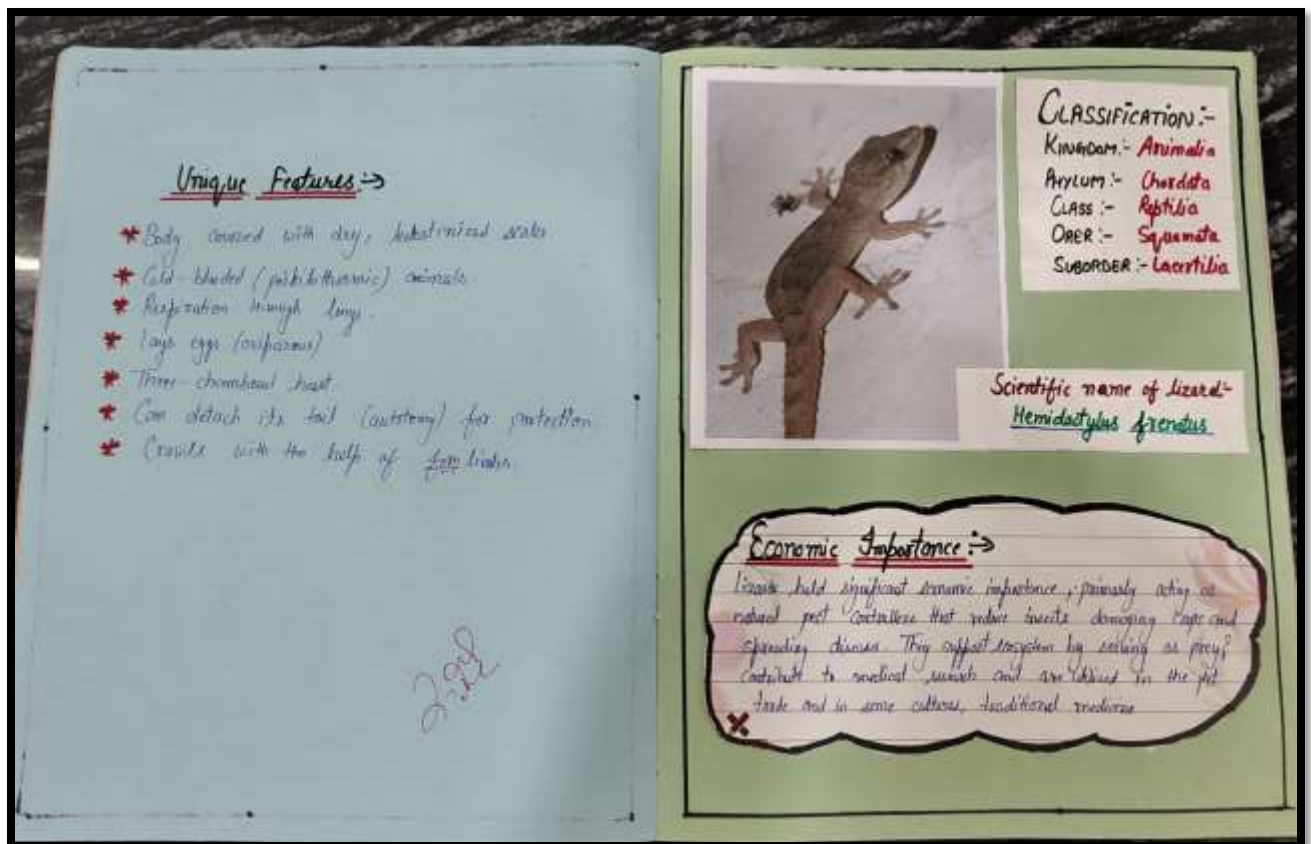 Unique Features:→
* Body covered with dry, keratinized scales
* Cold-blooded (poikilothermic) animals.
* Respiration through lungs.
* Lays eggs (oviparous)
* Three chambered heart.
* Can detach its tail (autotomy) for protection.
* Crawls with the help of four limbs.
CLASSIFICATION:-
KINGDOM:- Animalia
PHYLUM:- Chordata
CLASS:- Reptilia
ORER:- Squamata
SUBORDER:- Lacertilia
Scientific name of lizard:-
Hemidactylus frenatus
Economic Importance:→
Lizards hold significant economic importance, primarily acting as
natural pest controllers that reduce insects damaging crops and
spreading disease. They support ecosystem by serving as prey,
contribute to medical research and are utilised in the pet
trade and in some cultures, traditional medicine